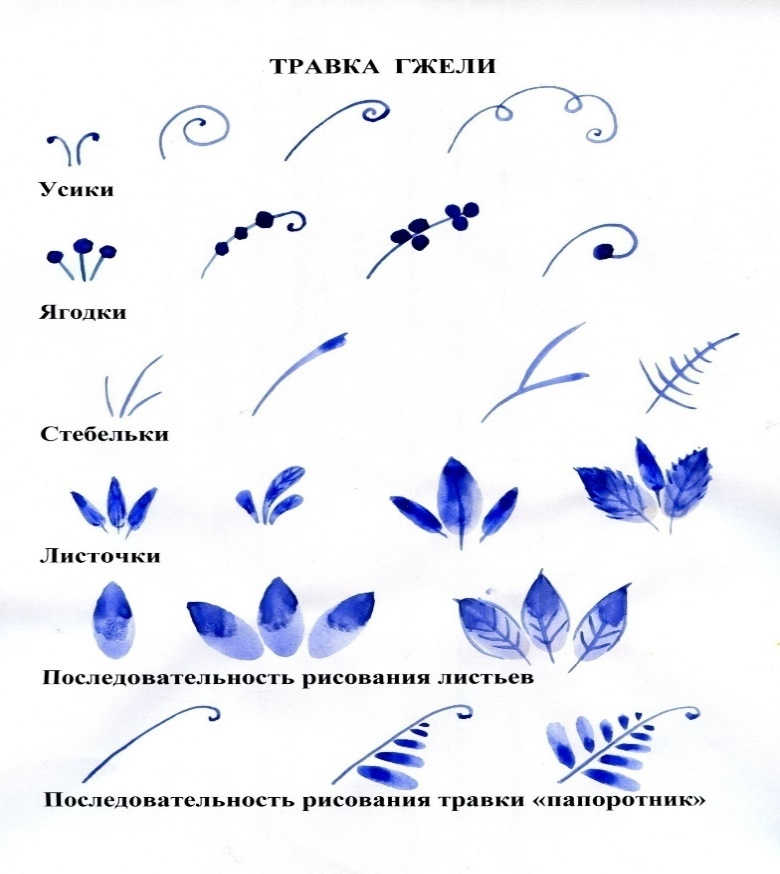 ТРАВКА ГЖЕЛИ
Усики
Ягодки
Стебельки
Листочки
Последовательность рисования листьев
Последовательность рисования травки «папоротник»